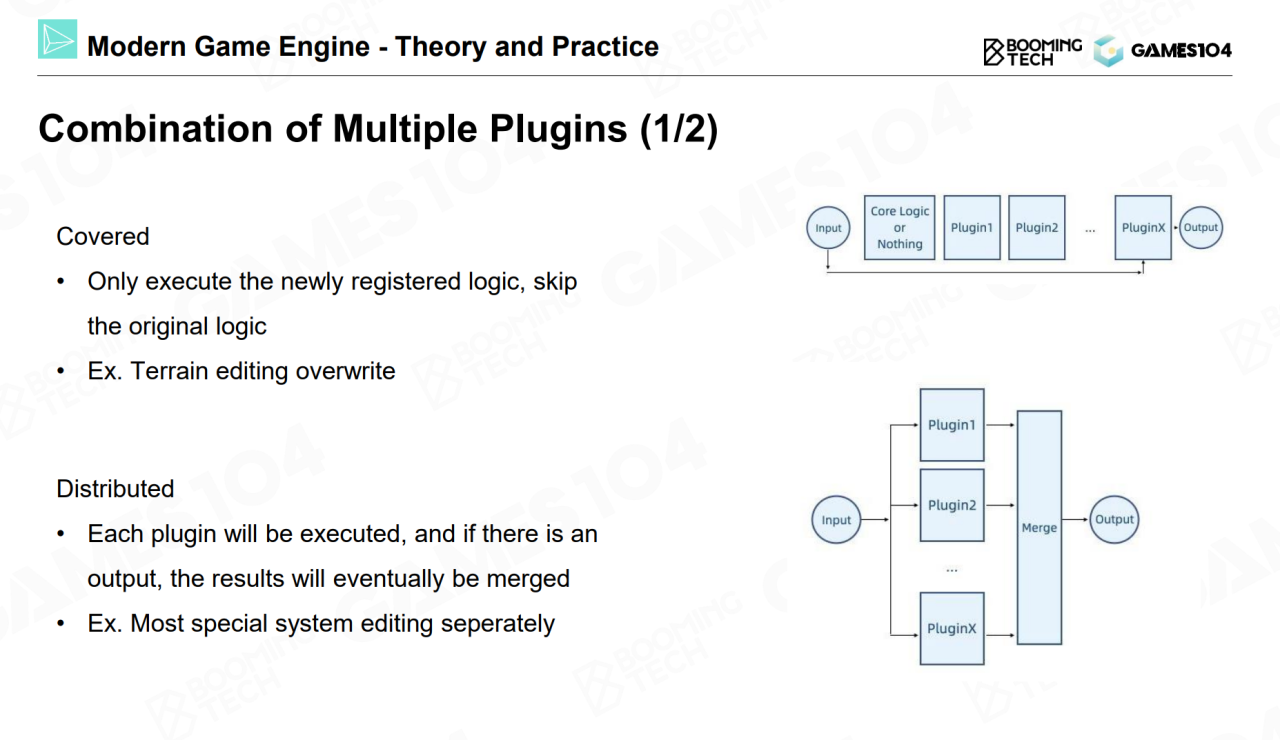 Modern Game Engine - Theory and Practice
BOOMING
TECH
GAMES104
Combination of Multiple Plugins (1/2)
Covered
• Only execute the newly registered logic, skip
the original logic
• Ex. Terrain editing overwrite
Input
Core Logic
or
Nothing
Plugin1
Plugin2
...
PluginX
Output
Distributed
• Each plugin will be executed, and if there is an
output, the results will eventually be merged
• Ex. Most special system editing seperately
Input
Plugin1
Plugin2
...
PluginX
Merge
Output